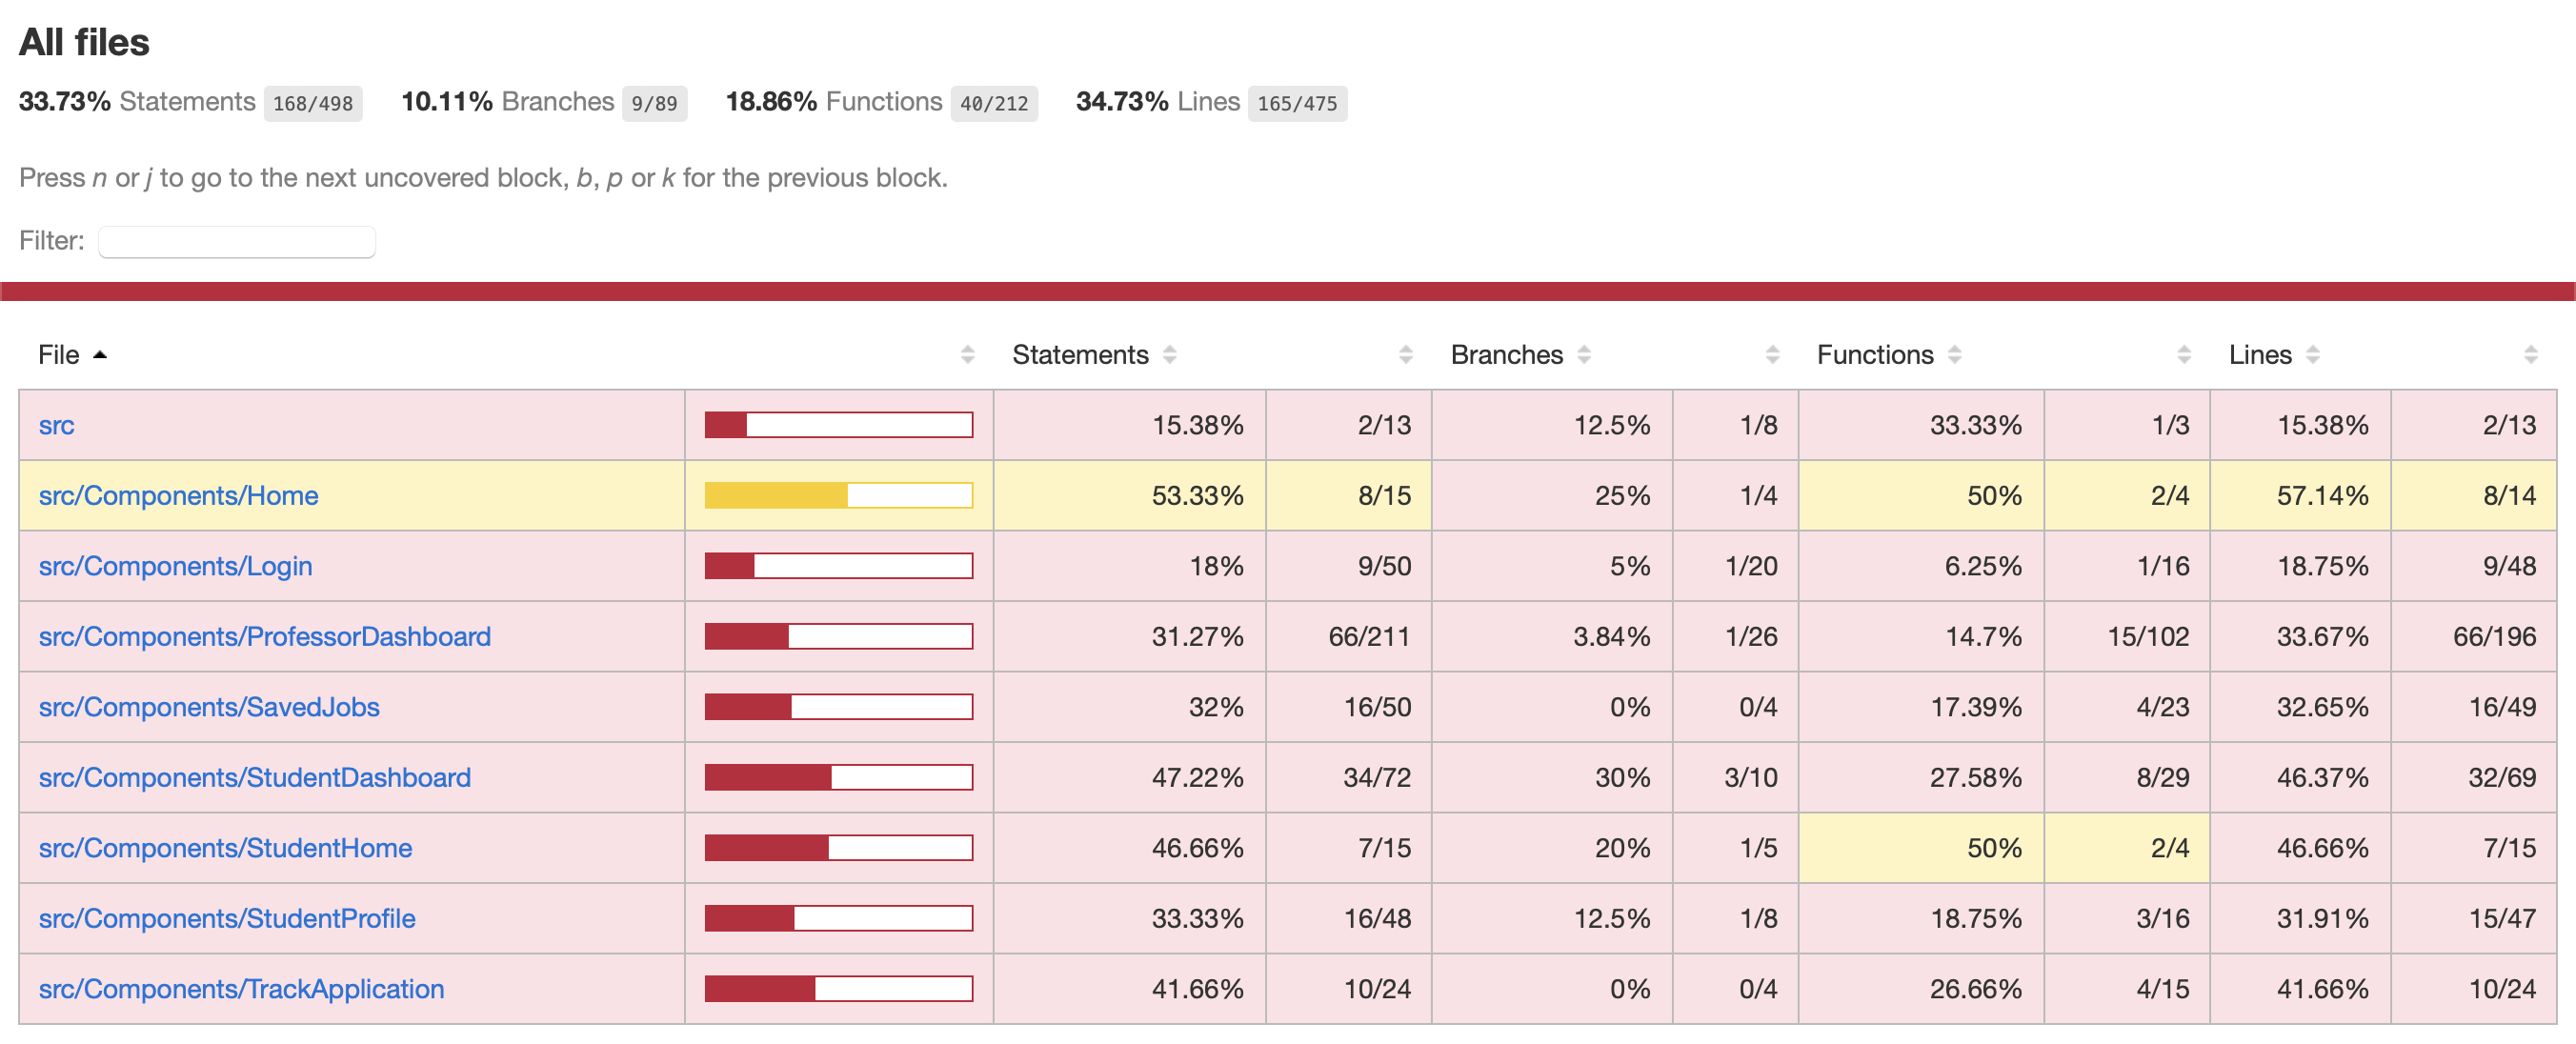 All files
33.73% Statements 168/498 10.11% Branches 9/89 18.86% Functions 40/212 34.73% Lines 165/475
Press n or j to go to the next uncovered block, b, p or k for the previous block.
Filter:
File Statements Branches Functions Lines
src 15.38% 2/13 12.5% 1/8 33.33% 1/3 15.38% 2/13
src/Components/Home 53.33% 8/15 25% 1/4 50% 2/4 57.14% 8/14
src/Components/Login 18% 9/50 5% 1/20 6.25% 1/16 18.75% 9/48
src/Components/ProfessorDashboard 31.27% 66/211 3.84% 1/26 14.7% 15/102 33.67% 66/196
src/Components/SavedJobs 32% 16/50 0% 0/4 17.39% 4/23 32.65% 16/49
src/Components/StudentDashboard 47.22% 34/72 30% 3/10 27.58% 8/29 46.37% 32/69
src/Components/StudentHome 46.66% 7/15 20% 1/5 50% 2/4 46.66% 7/15
src/Components/StudentProfile 33.33% 16/48 12.5% 1/8 18.75% 3/16 31.91% 15/47
src/Components/TrackApplication 41.66% 10/24 0% 0/4 26.66% 4/15 41.66% 10/24